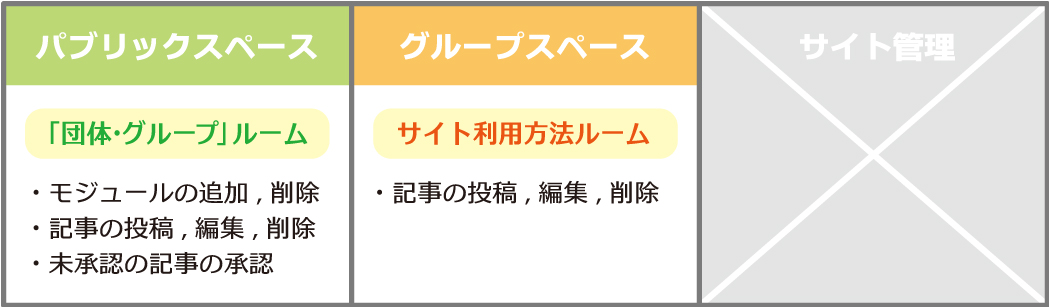 パブリックスペース
「団体・グループ」ルーム
・モジュールの追加 , 削除
・記事の投稿 , 編集 , 削除
・未承認の記事の承認
グループスペース
サイト利用方法ルーム
・記事の投稿 , 編集 , 削除
サイト管理